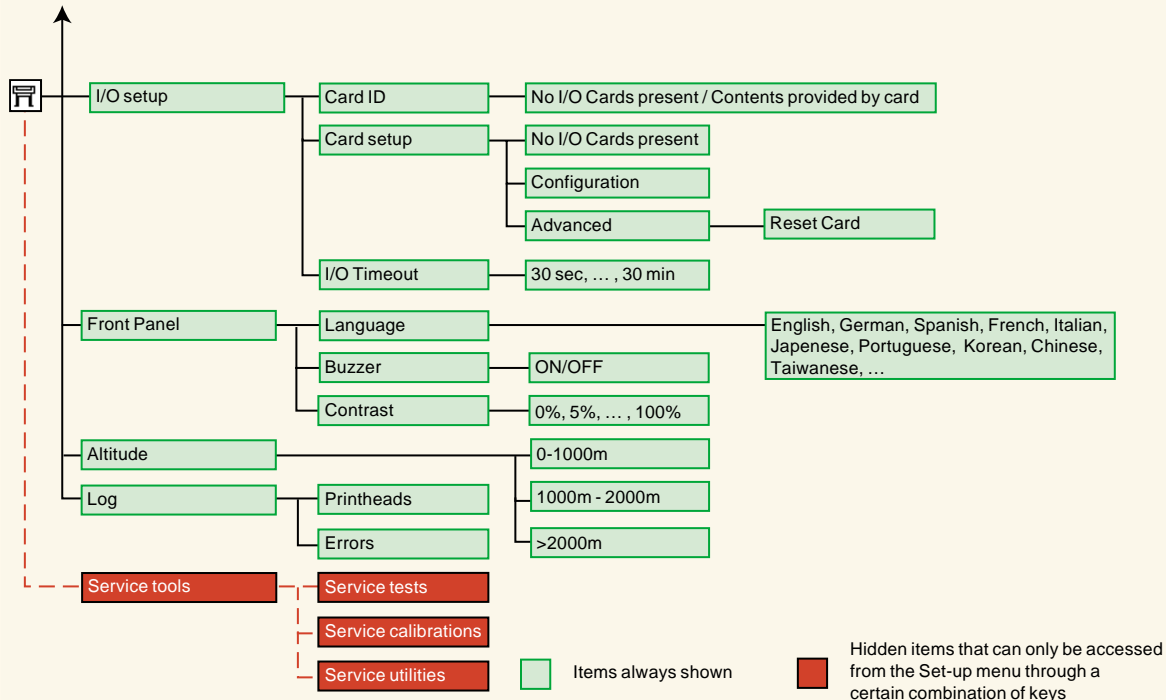 I/O setup
Card ID
No I/O Cards present / Contents provided by card
Card setup
No I/O Cards present
Configuration
Advanced
Reset Card
I/O Timeout
30 sec, … , 30 min
Front Panel
Language
English, German, Spanish, French, Italian,
Japenese, Portuguese, Korean, Chinese,
Taiwanese, …
Buzzer
ON/OFF
Contrast
0%, 5%, … , 100%
Altitude
0-1000m
1000m - 2000m
>2000m
Log
Printheads
Errors
Service tools
Service tests
Service calibrations
Service utilities
Items always shown
Hidden items that can only be accessed
from the Set-up menu through a
certain combination of keys